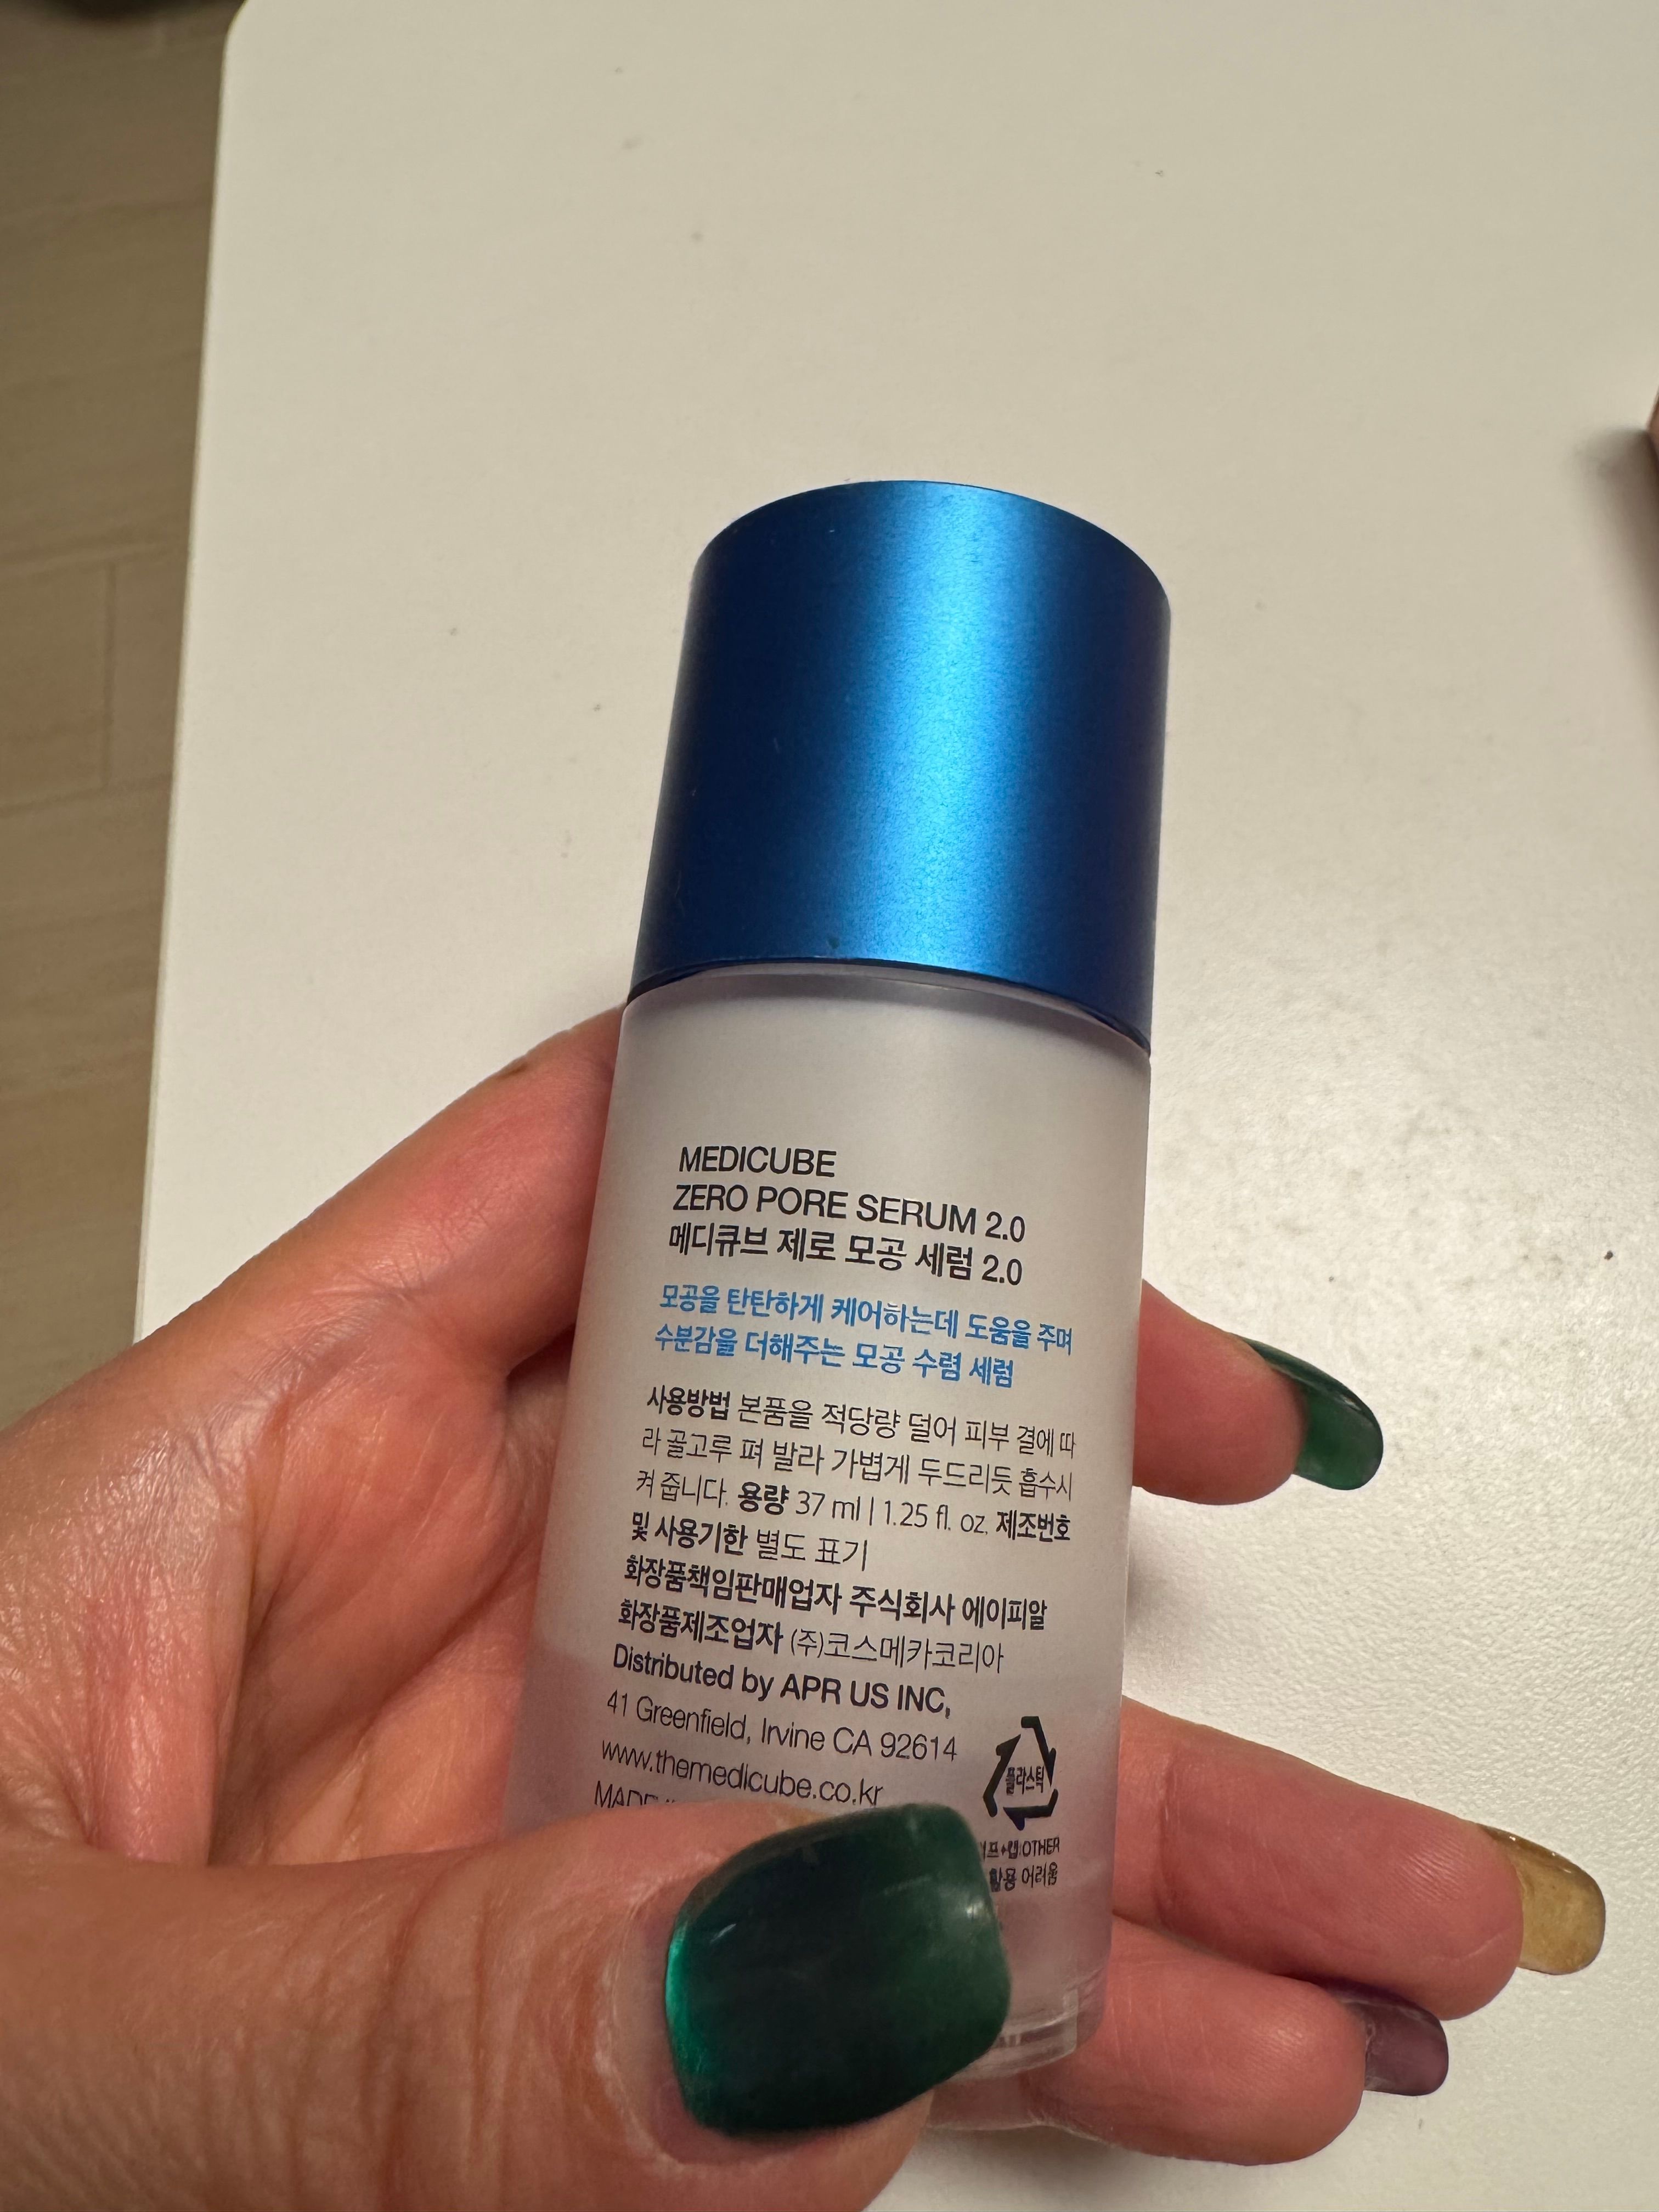 MEDICUBE
ZERO PORE SERUM 2.0
메디큐브 제로 모공 세럼 2.0
모공을 탄탄하게 케어하는데 도움을 주며
수분감을 더해주는 모공 수렴 세럼
사용방법 본품을 적당량 덜어 피부 결에 따
라 골고루 펴 발라 가볍게 두드리듯 흡수시
켜 줍니다. 용량 37 ml | 1.25 fl. oz. 제조번호
및 사용기한 별도 표기
화장품책임판매업자 주식회사 에이피알
화장품제조업자 (주)코스메카코리아
Distributed by APR US INC,
41 Greenfield, Irvine CA 92614
www.themedicube.co.kr
MADE
플라스틱
캡:OTHER
어려움